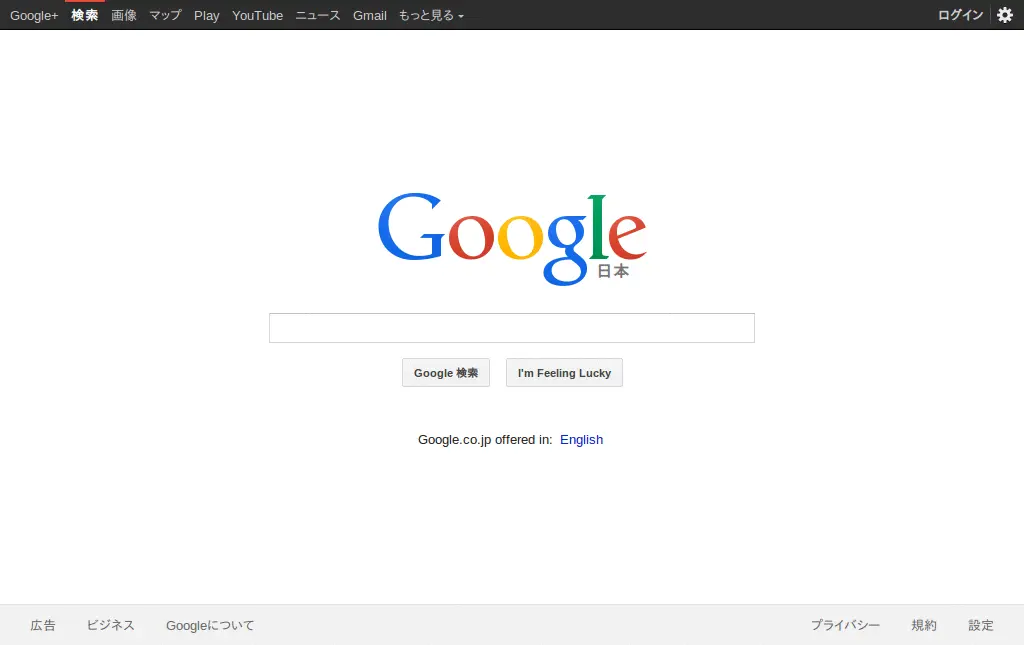 Google+ 検索 画像 マップ Play YouTube ニュース Gmail もっと見る ログイン
Google
日本
Google 検索 I'm Feeling Lucky
Google.co.jp offered in: English
広告 ビジネス Googleについて プライバシー 規約 設定